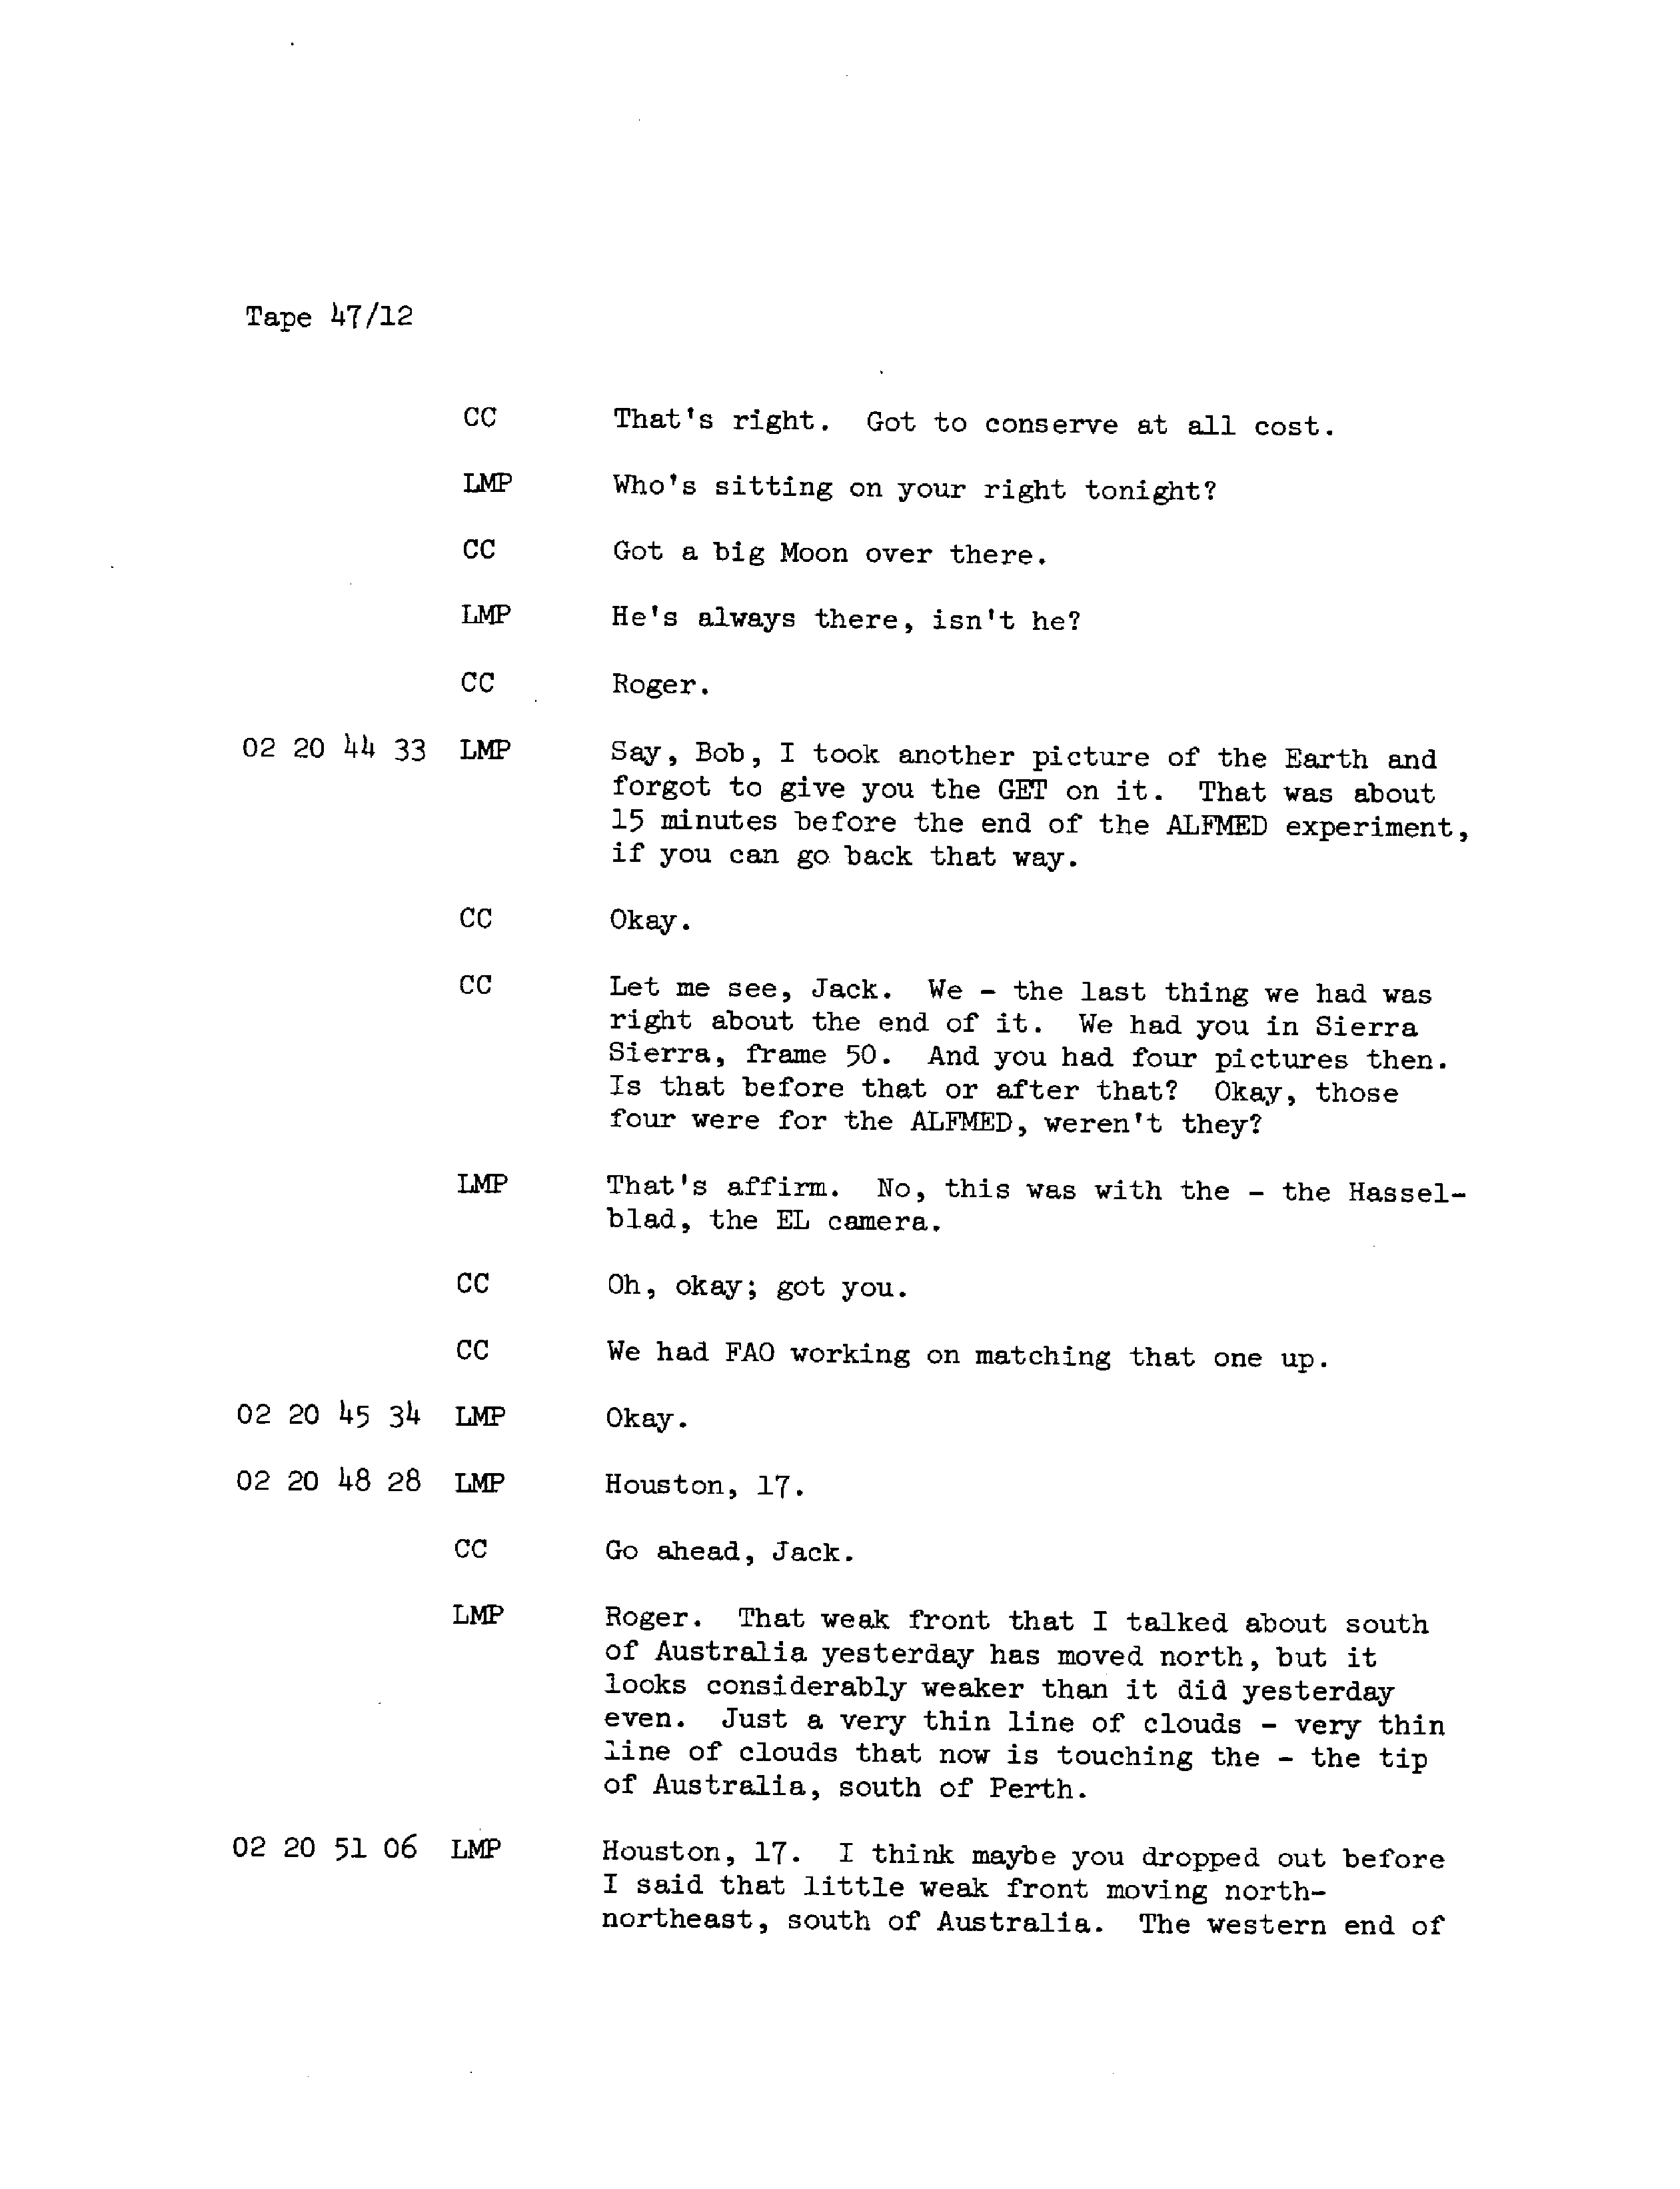 Tape 47/12
CC That's right. Got to conserve at all cost.
LMP Who's sitting on your right tonight?
CC Got a big Moon over there.
LMP He's always there, isn't he?
CC Roger.
02 20 44 33 LMP Say, Bob, I took another picture of the Earth and
forgot to give you the GET on it. That was about
15 minutes before the end of the ALFMED experiment,
if you can go back that way.
CC Okay.
CC Let me see, Jack. We - the last thing we had was
right about the end of it. We had you in Sierra
Sierra, frame 50. And you had four pictures then.
Is that before that or after that? Okay, those
four were for the ALFMED, weren't they?
LMP That's affirm. No, this was with the - the Hassel-
blad, the EL camera.
CC Oh, okay; got you.
CC We had FAO working on matching that one up.
02 20 45 34 LMP Okay.
02 20 48 28 LMP Houston, 17.
CC Go ahead, Jack.
LMP Roger. That weak front that I talked about south
of Australia yesterday has moved north, but it
looks considerably weaker than it did yesterday
even. Just a very thin line of clouds - very thin
line of clouds that now is touching the - the tip
of Australia, south of Perth.
02 20 51 06 LMP Houston, 17. I think maybe you dropped out before
I said that little weak front moving north-
northeast, south of Australia. The western end of